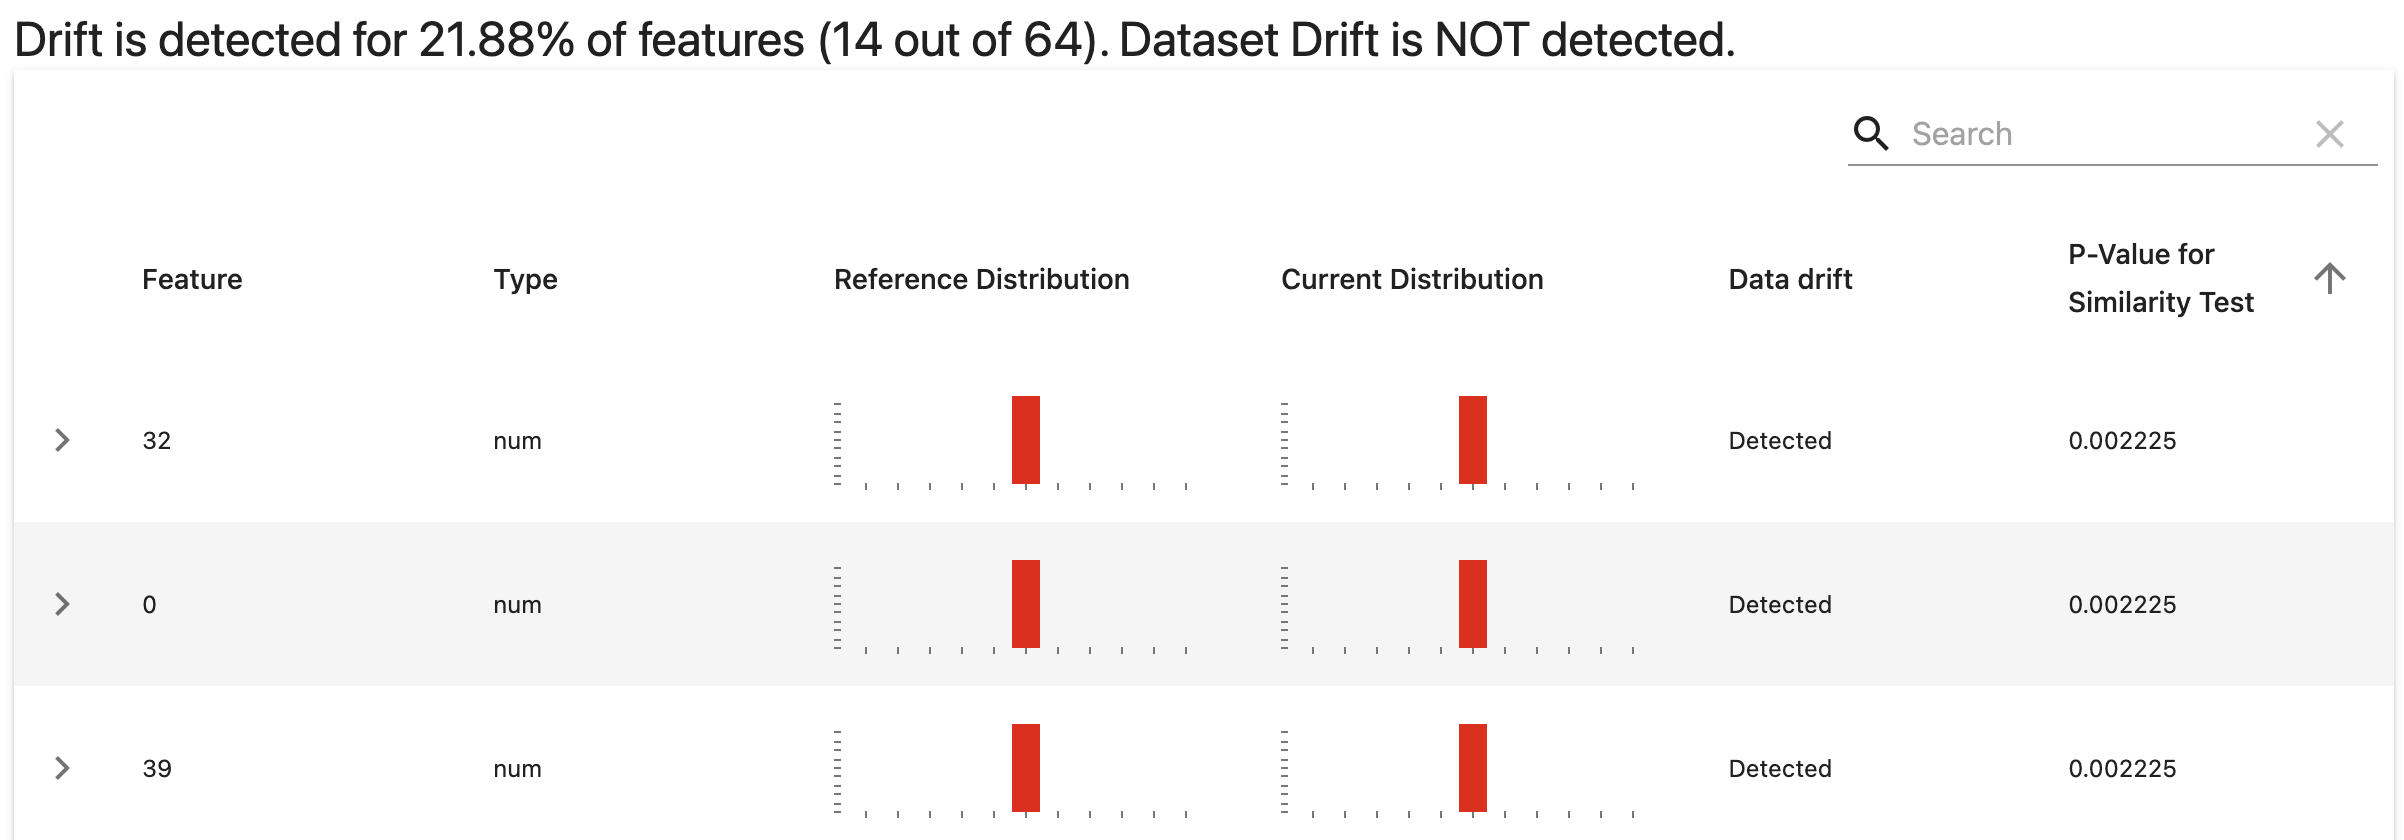 Drift is detected for 21.88% of features (14 out of 64). Dataset Drift is NOT detected.
Search
Feature Type Reference Distribution Current Distribution Data drift P-Value for Similarity Test
32 num Detected 0.002225
0 num Detected 0.002225
39 num Detected 0.002225